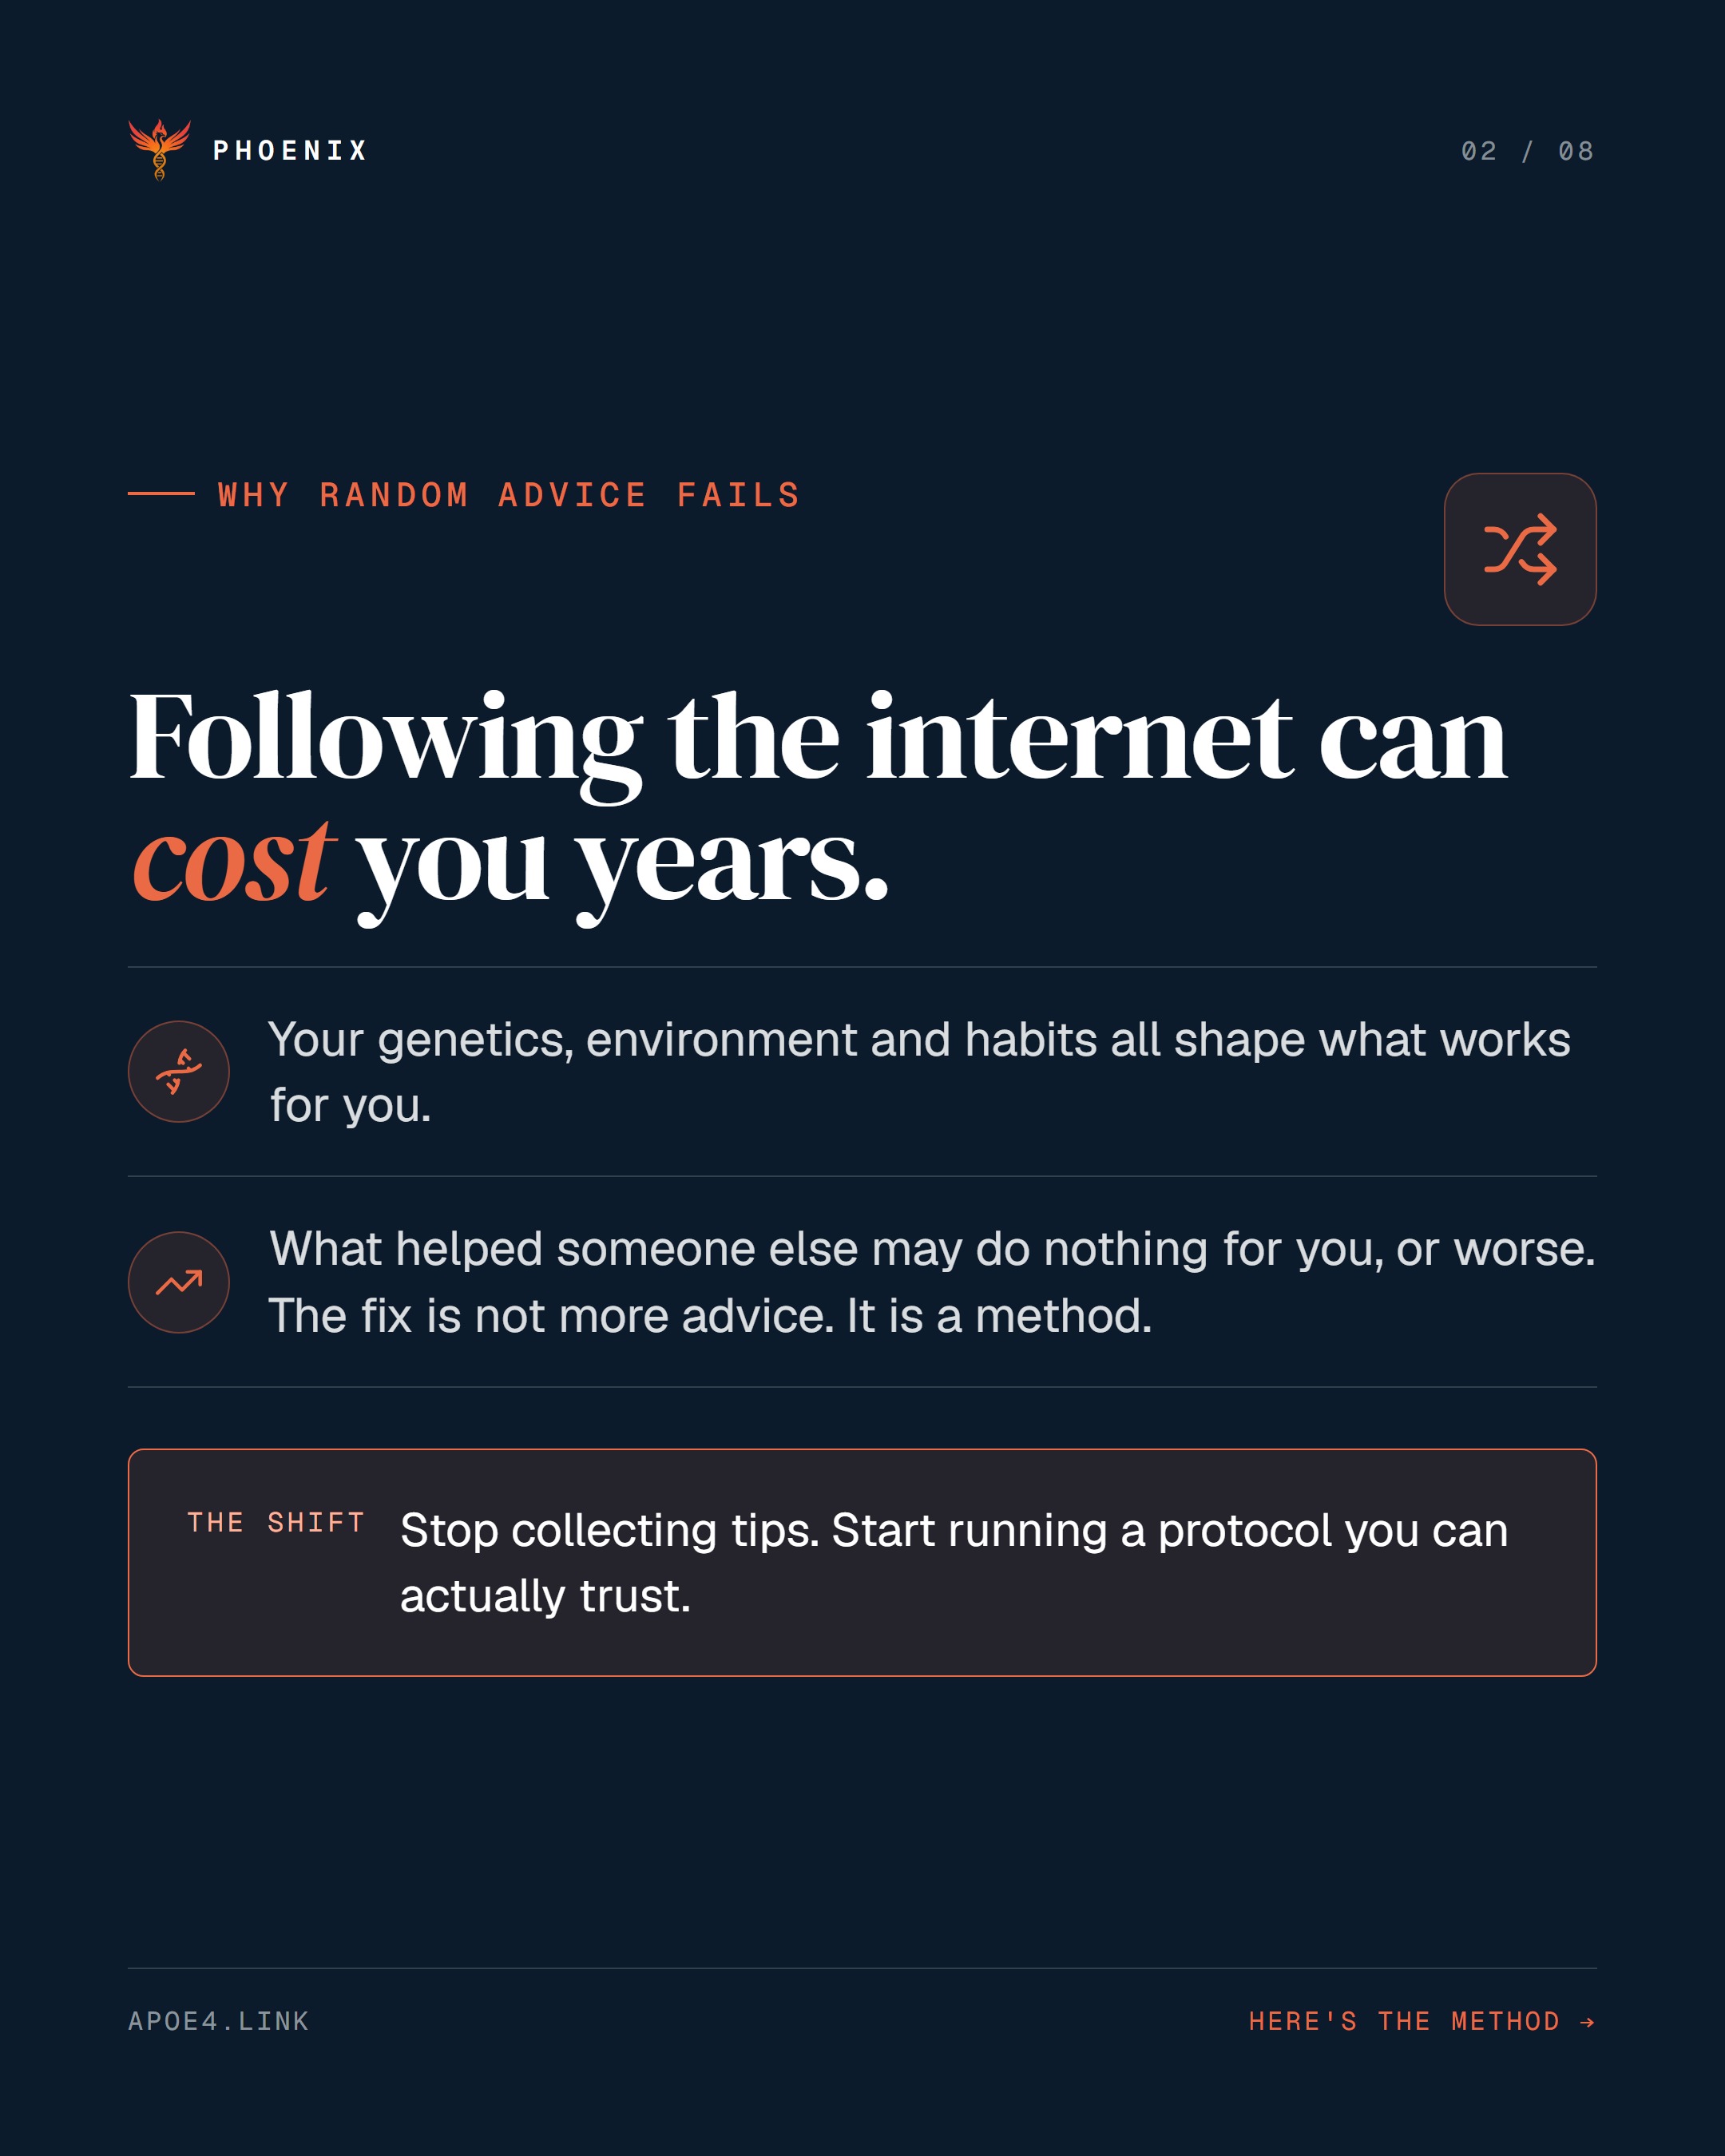 PHOENIX
02 / 08
WHY RANDOM ADVICE FAILS
Following the internet can
cost you years.
Your genetics, environment and habits all shape what works
for you.
What helped someone else may do nothing for you, or worse.
The fix is not more advice. It is a method.
THE SHIFT
Stop collecting tips. Start running a protocol you can
actually trust.
APOE4.LINK
HERE'S THE METHOD →